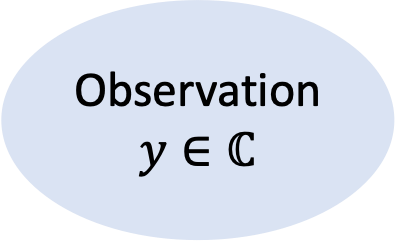 Observation
𝑦 ∈ ℂ